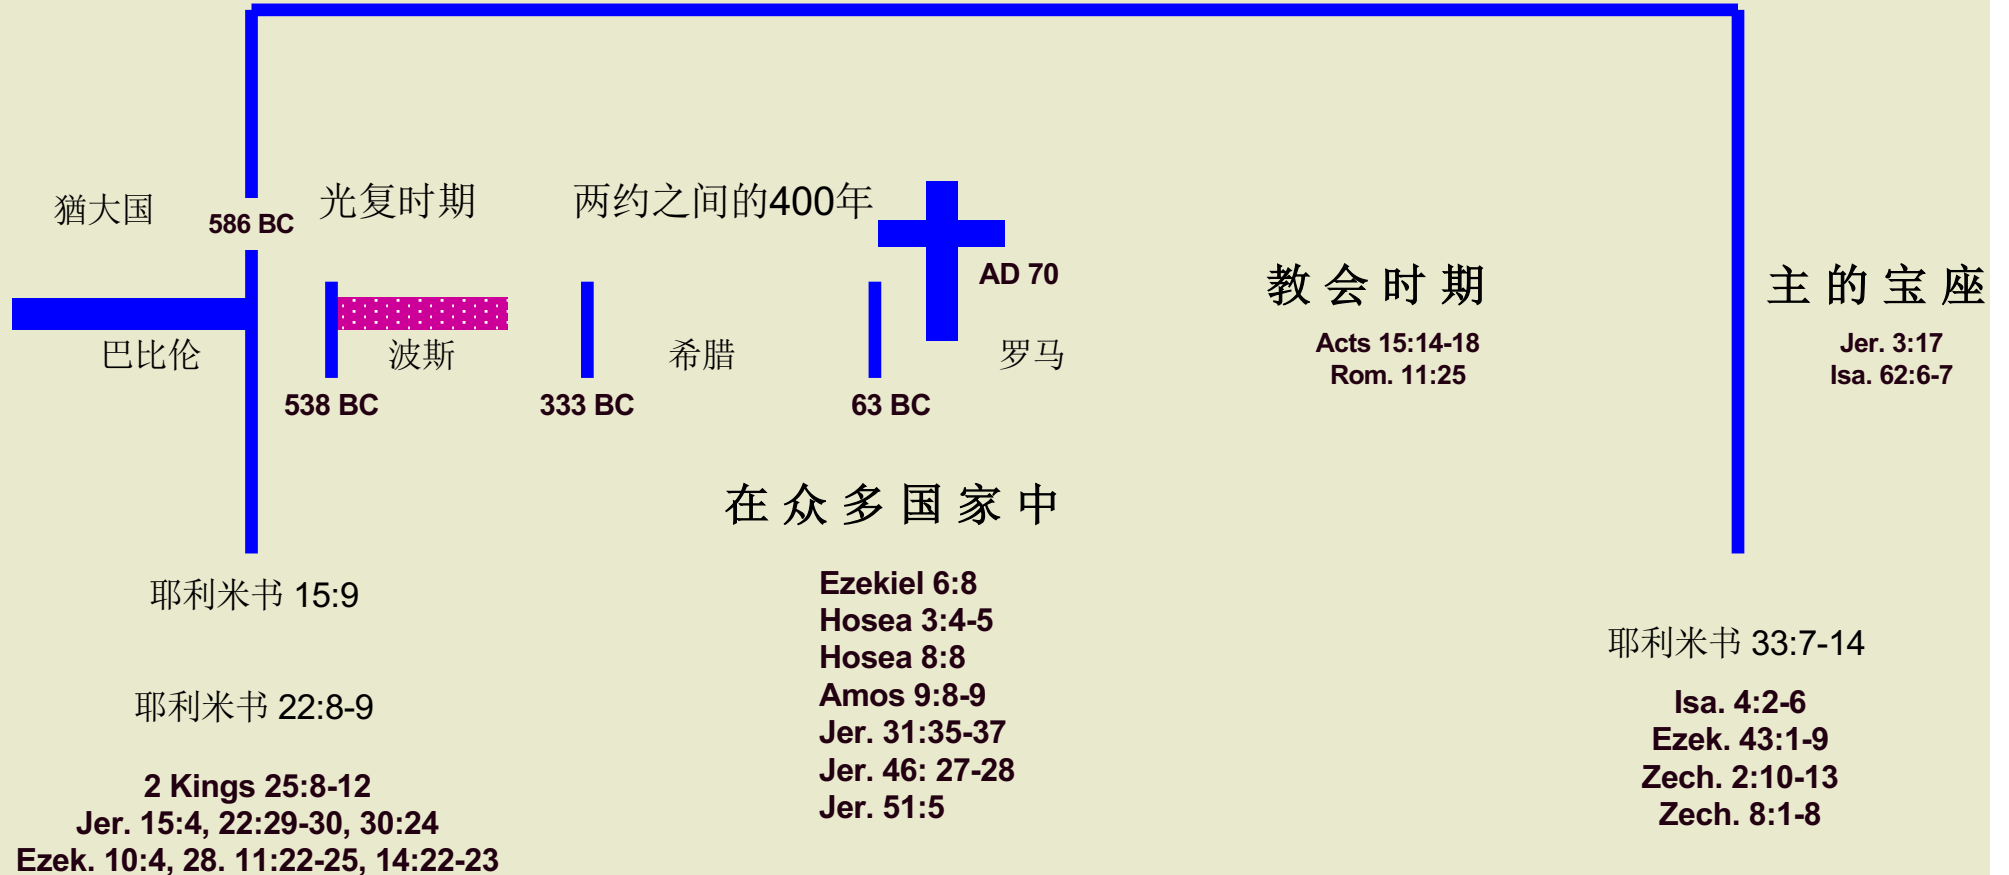 犹大国
586 BC
光复时期
两约之间的400年
AD 70
教 会 时 期
主 的 宝 座
Acts 15:14-18
Rom. 11:25
Jer. 3:17
Isa. 62:6-7
巴比伦
波斯
希腊
罗马
538 BC
333 BC
63 BC
在 众 多 国 家 中
Ezekiel 6:8
Hosea 3:4-5
Hosea 8:8
Amos 9:8-9
Jer. 31:35-37
Jer. 46: 27-28
Jer. 51:5
耶利米书 15:9
耶利米书 22:8-9
2 Kings 25:8-12
Jer. 15:4, 22:29-30, 30:24
Ezek. 10:4, 28. 11:22-25, 14:22-23
耶利米书 33:7-14
Isa. 4:2-6
Ezek. 43:1-9
Zech. 2:10-13
Zech. 8:1-8